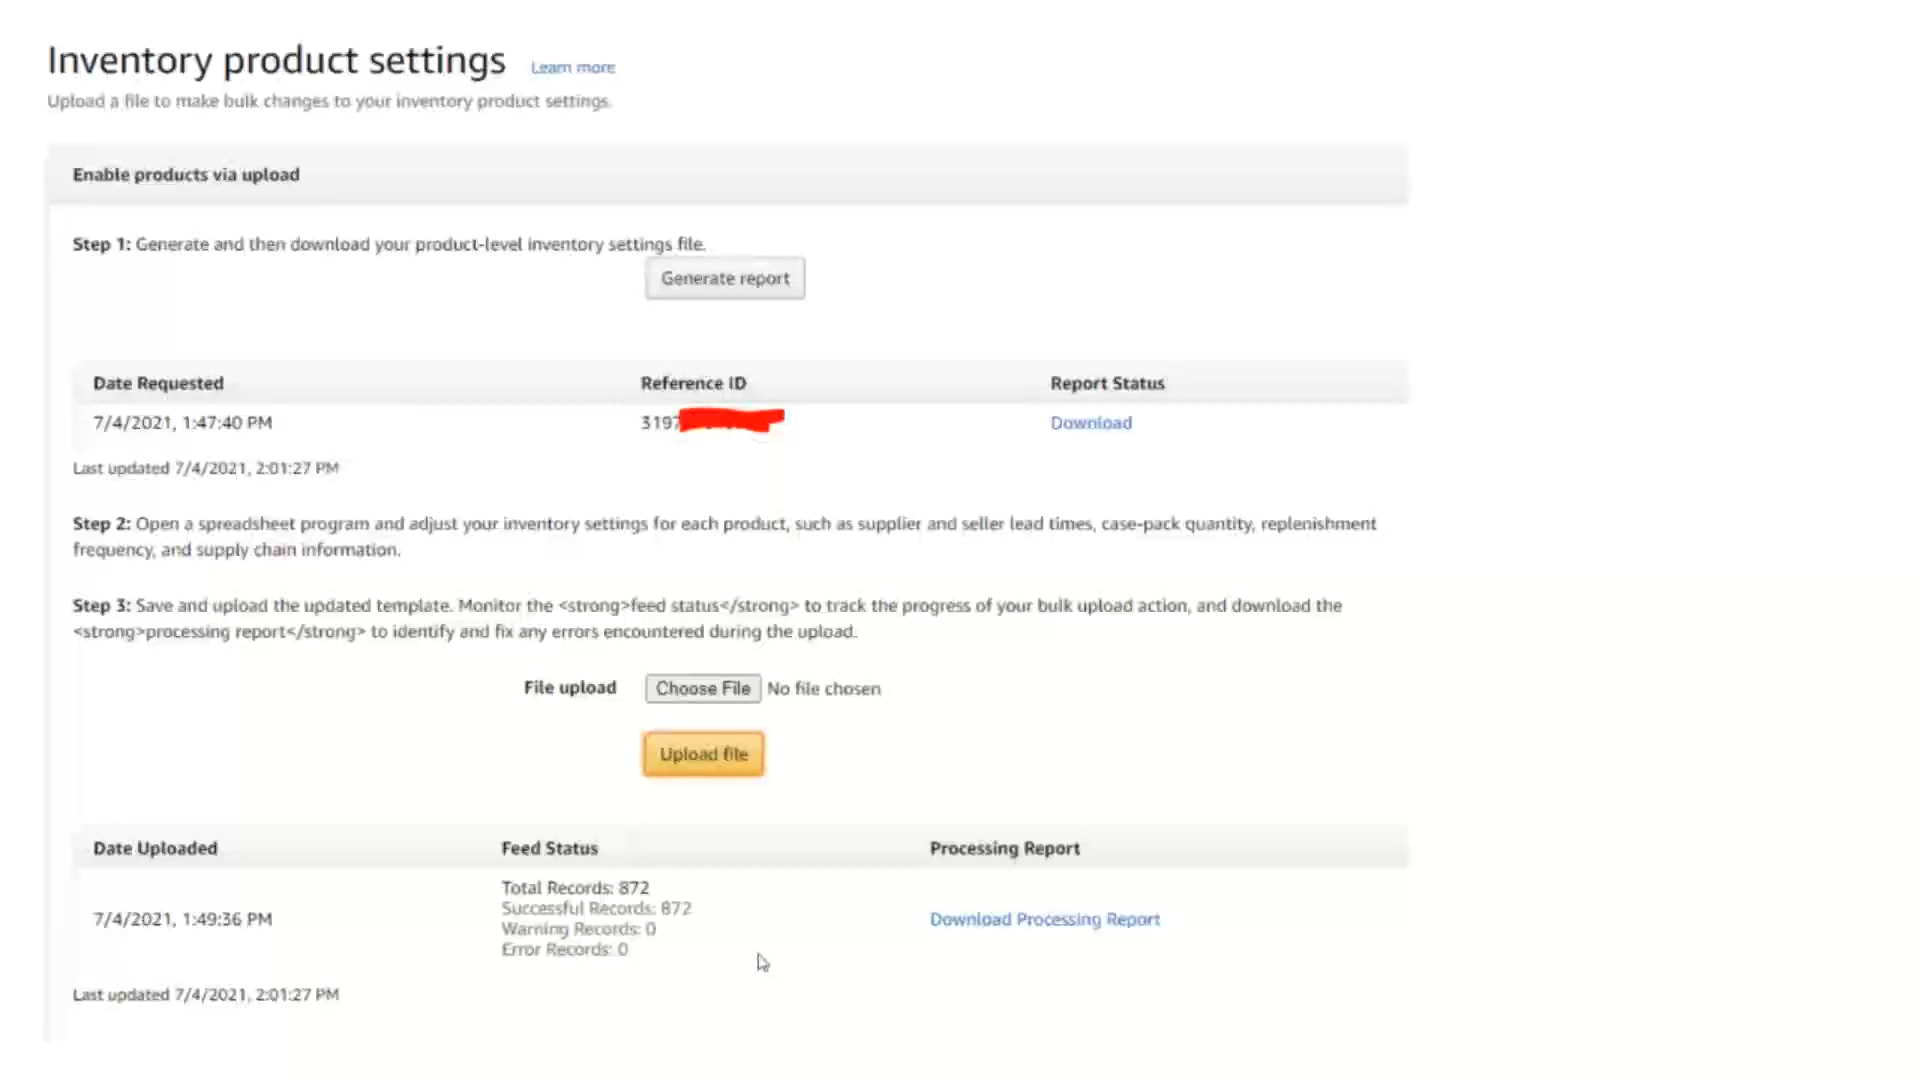 Inventory product settings Learn more
Upload a file to make bulk changes to your inventory product settings.
Enable products via upload
Step 1: Generate and then download your product-level inventory settings file.
Generate report
Date Requested Reference ID Report Status
7/4/2021, 1:47:40 PM 3197 Download
Last updated 7/4/2021, 2:01:27 PM
Step 2: Open a spreadsheet program and adjust your inventory settings for each product, such as supplier and seller lead times, case-pack quantity, replenishment
frequency, and supply chain information.
Step 3: Save and upload the updated template. Monitor the <strong>feed status</strong> to track the progress of your bulk upload action, and download the
<strong>processing report</strong> to identify and fix any errors encountered during the upload.
File upload Choose File No file chosen
Upload file
Date Uploaded Feed Status Processing Report
Total Records: 872
Successful Records: 872
7/4/2021, 1:49:36 PM Download Processing Report
Warning Records: 0
Error Records: 0
Last updated 7/4/2021, 2:01:27 PM